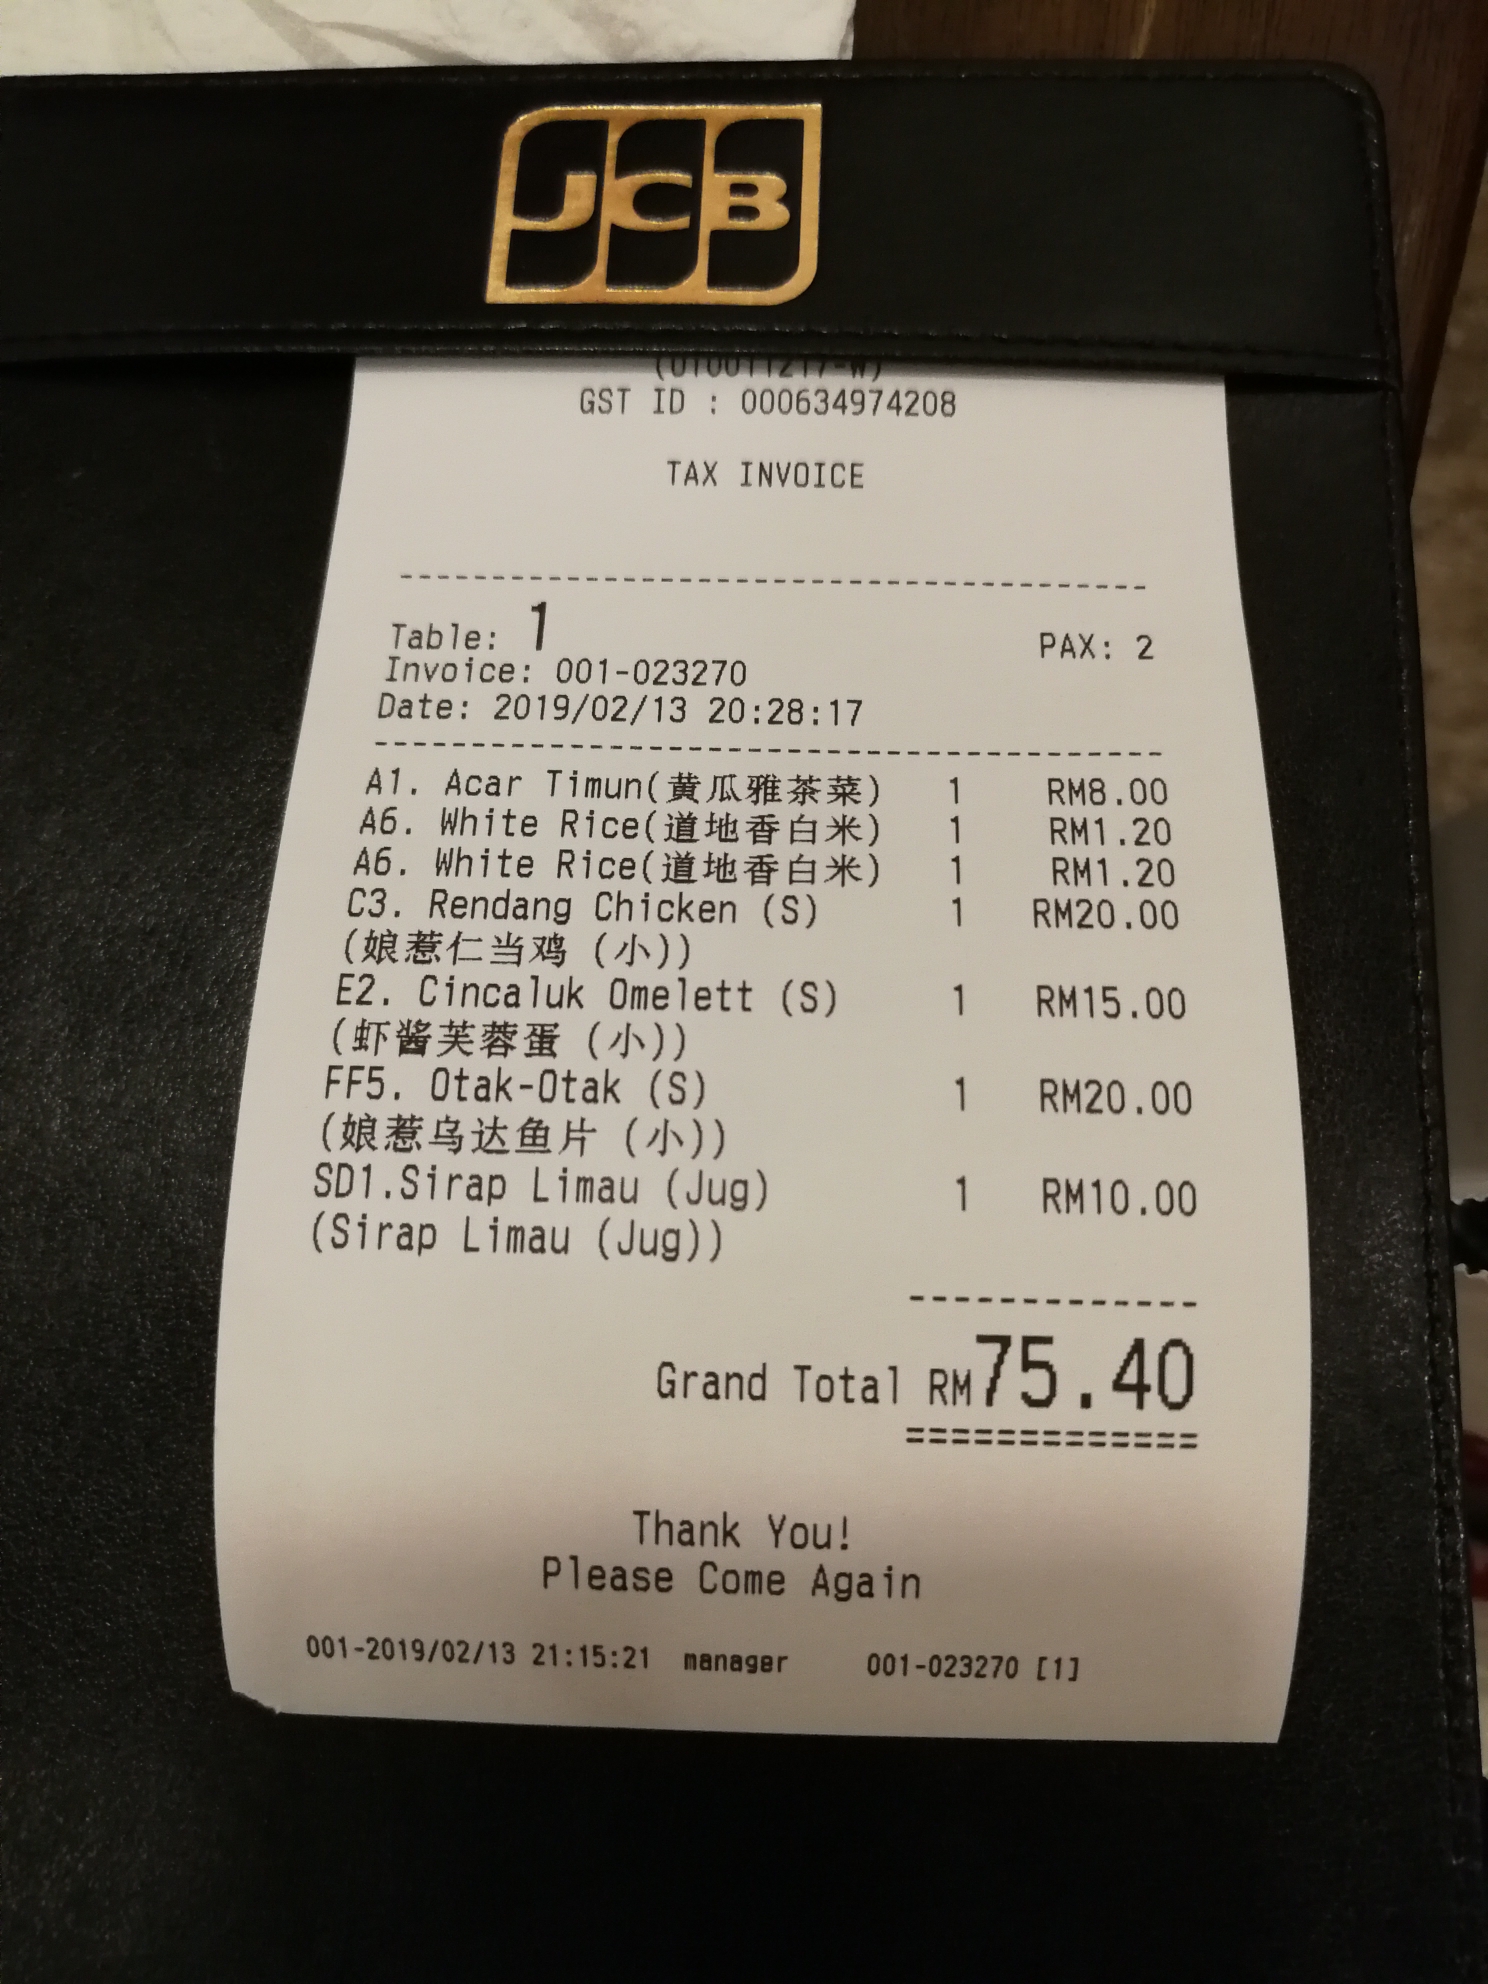 JCB
GST ID : 000634974208
TAX INVOICE
Table: 1 PAX: 2
Invoice: 001-023270
Date: 2019/02/13 20:28:17
A1. Acar Timun(黄瓜雅茶菜) 1 RM8.00
A6. White Rice(道地香白米) 1 RM1.20
A6. White Rice(道地香白米) 1 RM1.20
C3. Rendang Chicken (S) 1 RM20.00
(娘惹仁当鸡 (小))
E2. Cincaluk Omelett (S) 1 RM15.00
(虾酱芙蓉蛋 (小))
FF5. Otak-Otak (S) 1 RM20.00
(娘惹乌达鱼片 (小))
SD1.Sirap Limau (Jug) 1 RM10.00
(Sirap Limau (Jug))
Grand Total RM75.40
Thank You!
Please Come Again
001-2019/02/13 21:15:21 manager 001-023270 [1]